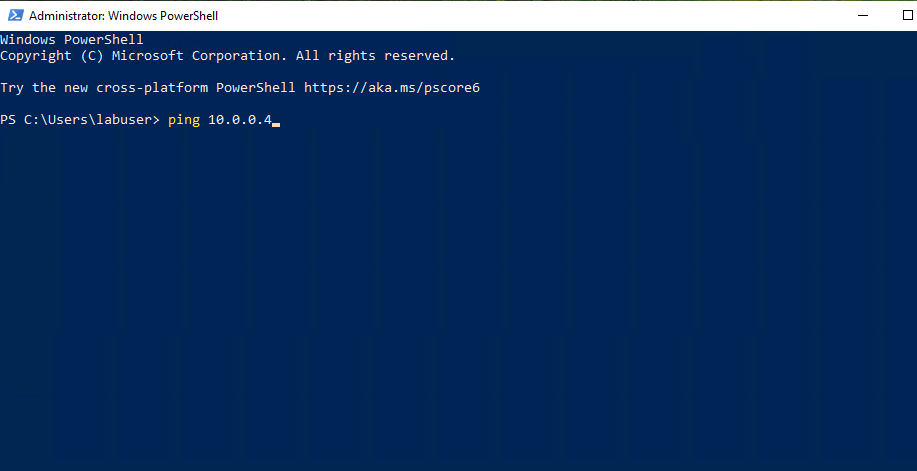 Administrator: Windows PowerShell
Windows PowerShell
Copyright (C) Microsoft Corporation. All rights reserved.
Try the new cross-platform PowerShell https://aka.ms/pscore6
PS C:\Users\labuser> ping 10.0.0.4